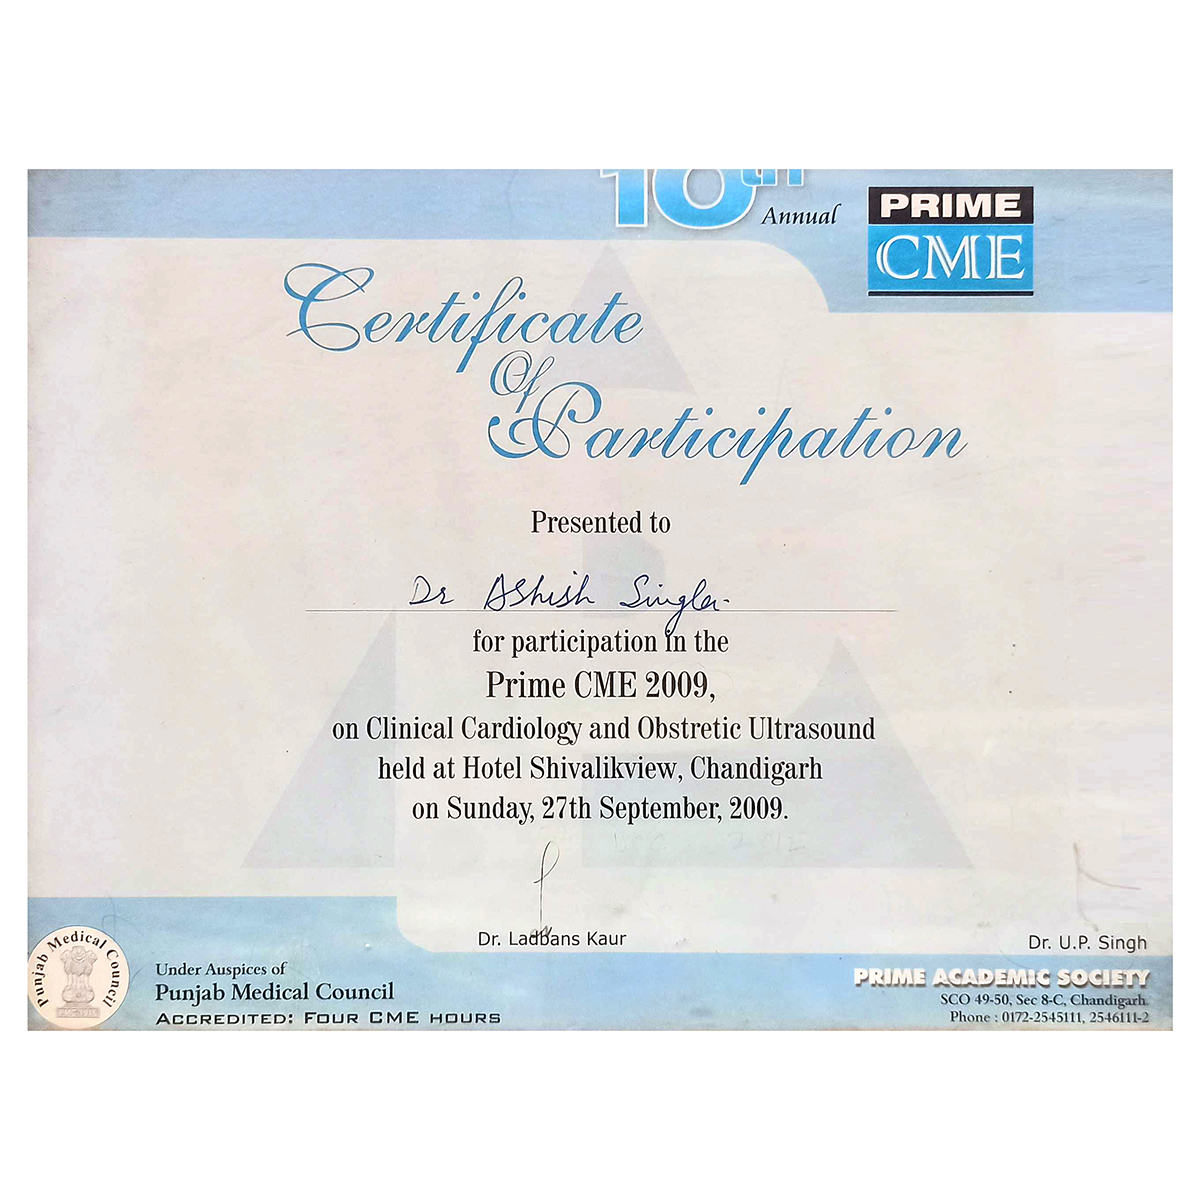 10th
Annual
PRIME
CME
Certificate
Of
Participation
Presented to
Dr Ashish Singla
for participation in the
Prime CME 2009,
on Clinical Cardiology and Obstretic Ultrasound
held at Hotel Shivalikview, Chandigarh
on Sunday, 27th September, 2009.
Dr. Ladbans Kaur
Dr. U.P. Singh
Punjab Medical Council
Under Auspices of
Punjab Medical Council
ACCREDITED: FOUR CME HOURS
PRIME ACADEMIC SOCIETY
SCO 49-50, Sec 8-C, Chandigarh.
Phone : 0172-2545111, 2546111-2